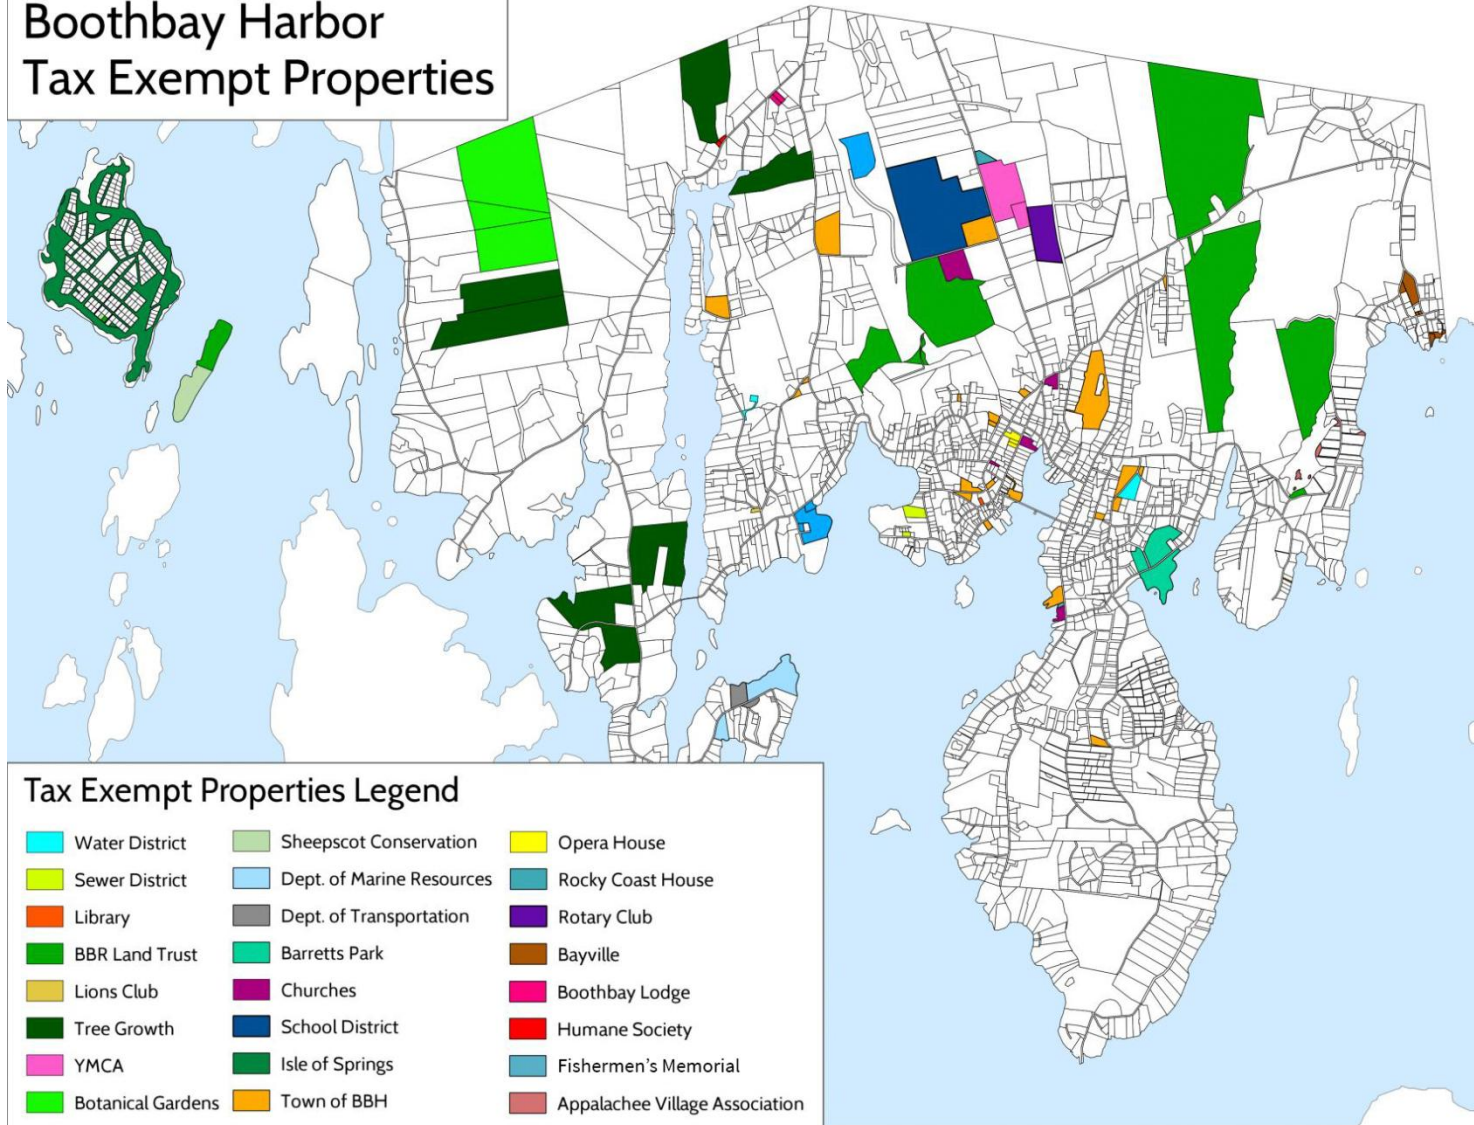 Boothbay Harbor
Tax Exempt Properties
Tax Exempt Properties Legend
Water District
Sewer District
Library
BBR Land Trust
Lions Club
Tree Growth
YMCA
Botanical Gardens
Sheepscot Conservation
Dept. of Marine Resources
Dept. of Transportation
Barretts Park
Churches
School District
Isle of Springs
Town of BBH
Opera House
Rocky Coast House
Rotary Club
Bayville
Boothbay Lodge
Humane Society
Fishermen's Memorial
Appalachee Village Association